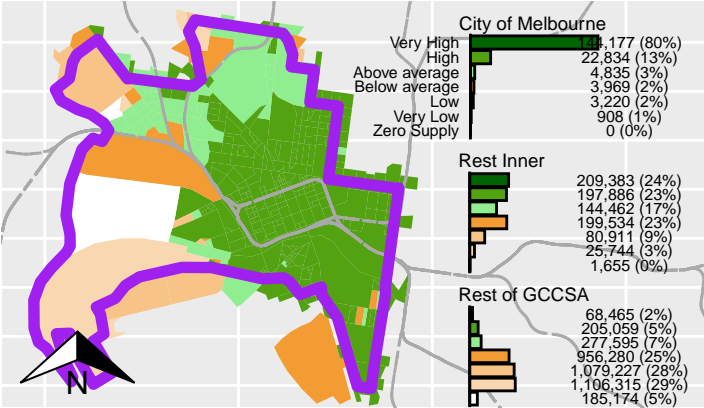 City of Melbourne
Very High 144,177 (80%)
High 22,834 (13%)
Above average 4,835 (3%)
Below average 3,969 (2%)
Low 3,220 (2%)
Very Low 908 (1%)
Zero Supply 0 (0%)
Rest Inner
209,383 (24%)
197,886 (23%)
144,462 (17%)
199,534 (23%)
80,911 (9%)
25,744 (3%)
1,655 (0%)
Rest of GCCSA
68,465 (2%)
205,059 (5%)
277,595 (7%)
956,280 (25%)
1,079,227 (28%)
1,106,315 (29%)
185,174 (5%)
N